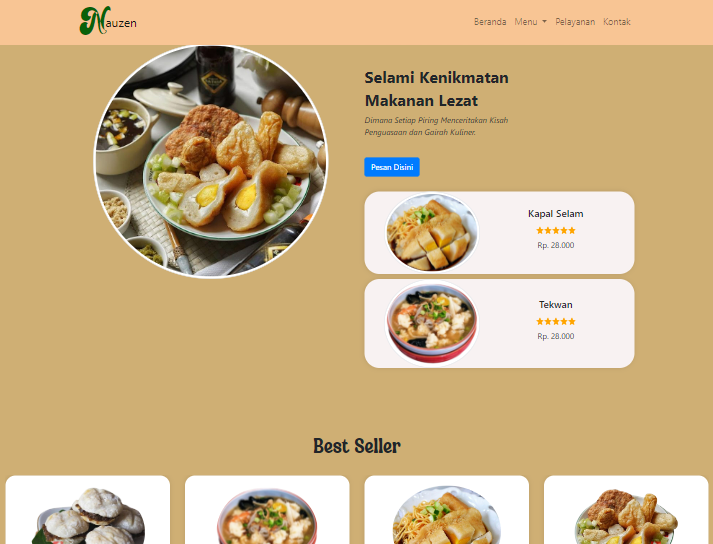 Nauzen
Beranda Menu Pelayanan Kontak
Selami Kenikmatan
Makanan Lezat
Dimana Setiap Piring Menceritakan Kisah
Penguasaan dan Gairah Kuliner.
Pesan Disini
Kapal Selam
Rp. 28.000
Tekwan
Rp. 28.000
Best Seller